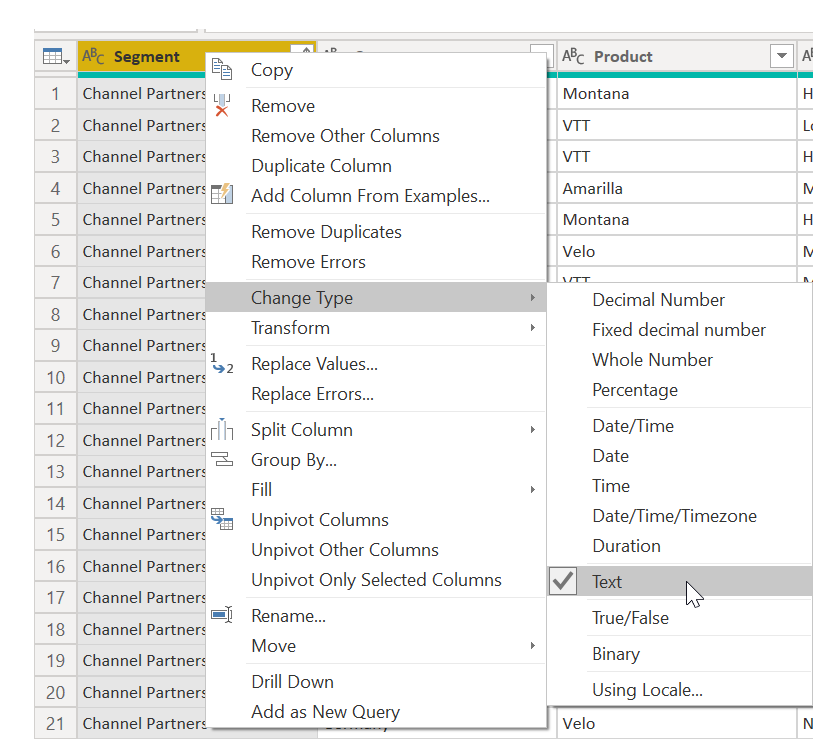 ABC Segment
ABC Product
1 Channel Partners Montana
2 Channel Partners VTT
3 Channel Partners VTT
4 Channel Partners Amarilla
5 Channel Partners Montana
6 Channel Partners Velo
7 Channel Partners VTT
8 Channel Partners
9 Channel Partners
10 Channel Partners
11 Channel Partners
12 Channel Partners
13 Channel Partners
14 Channel Partners
15 Channel Partners
16 Channel Partners
17 Channel Partners
18 Channel Partners
19 Channel Partners
20 Channel Partners
21 Channel Partners Germany Velo
Copy
Remove
Remove Other Columns
Duplicate Column
Add Column From Examples...
Remove Duplicates
Remove Errors
Change Type
Transform
Replace Values...
Replace Errors...
Split Column
Group By...
Fill
Unpivot Columns
Unpivot Other Columns
Unpivot Only Selected Columns
Rename...
Move
Drill Down
Add as New Query
Decimal Number
Fixed decimal number
Whole Number
Percentage
Date/Time
Date
Time
Date/Time/Timezone
Duration
Text
True/False
Binary
Using Locale...